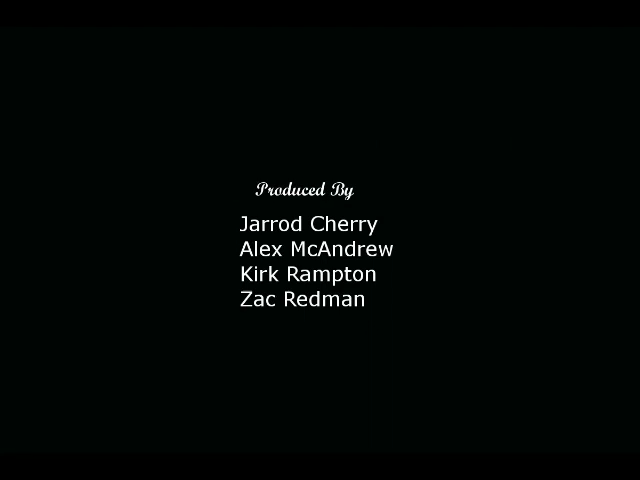 Produced By
Jarrod Cherry
Alex McAndrew
Kirk Rampton
Zac Redman